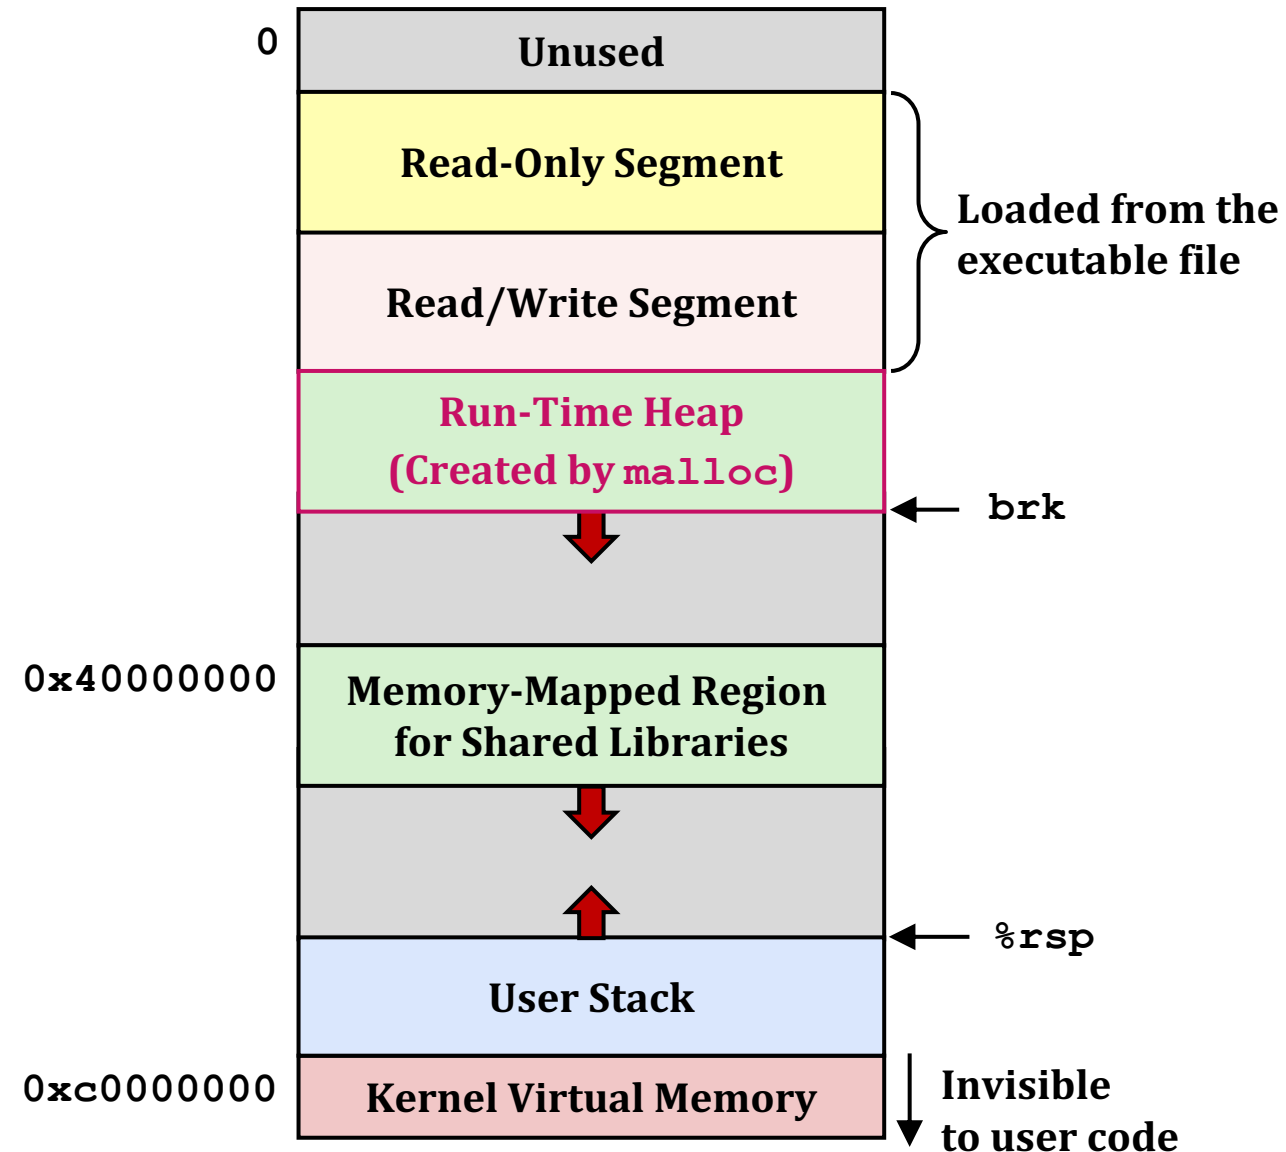 0
Unused
Read-Only Segment
Loaded from the
executable file
Read/Write Segment
Run-Time Heap
(Created by malloc)
brk
0x40000000
Memory-Mapped Region
for Shared Libraries
%rsp
User Stack
0xc0000000
Kernel Virtual Memory
Invisible
to user code